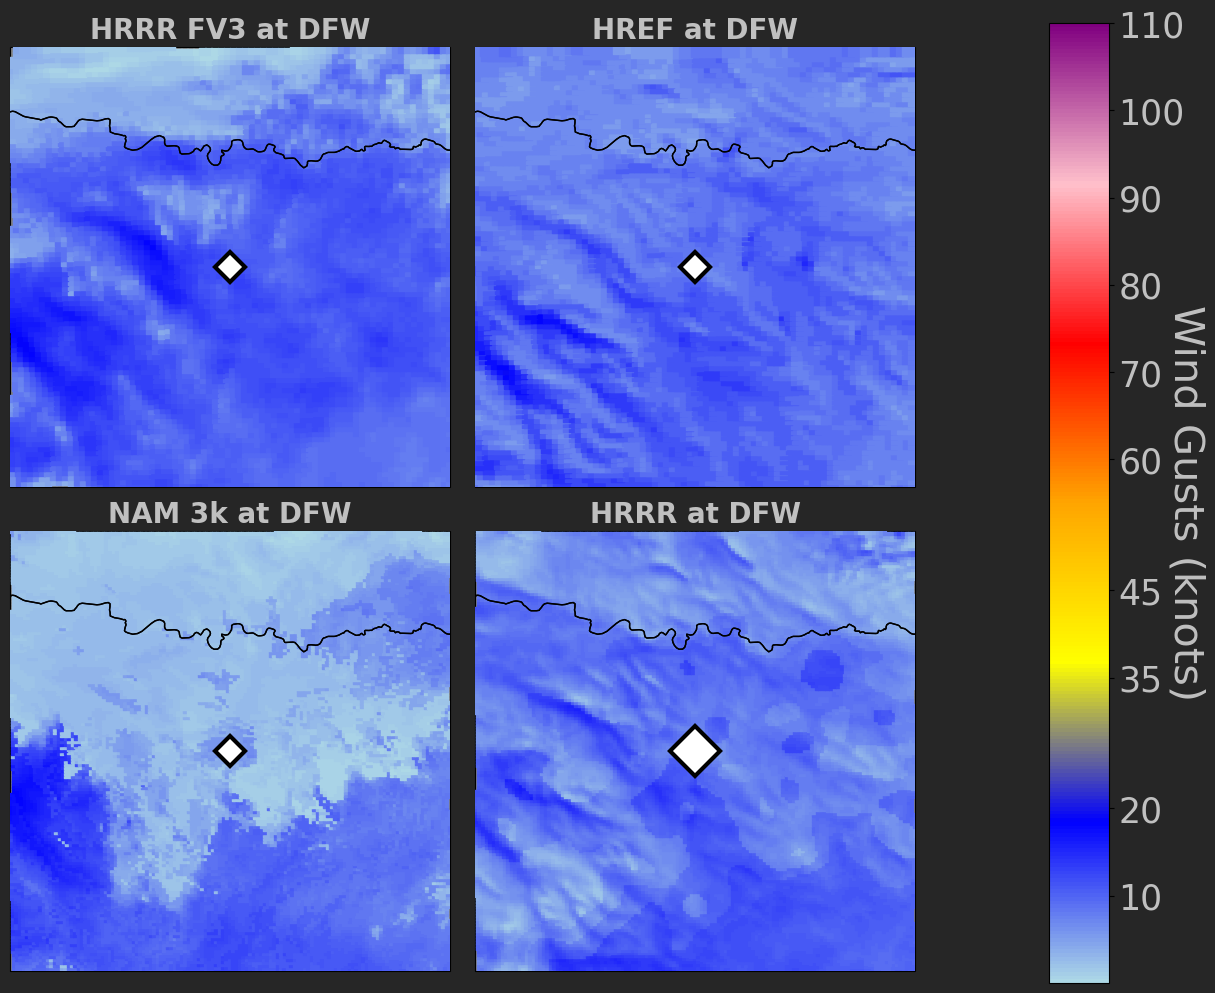 HRRR FV3 at DFW
HREF at DFW
NAM 3k at DFW
HRRR at DFW
110
100
90
80
70
60
45
35
20
10
Wind Gusts (knots)